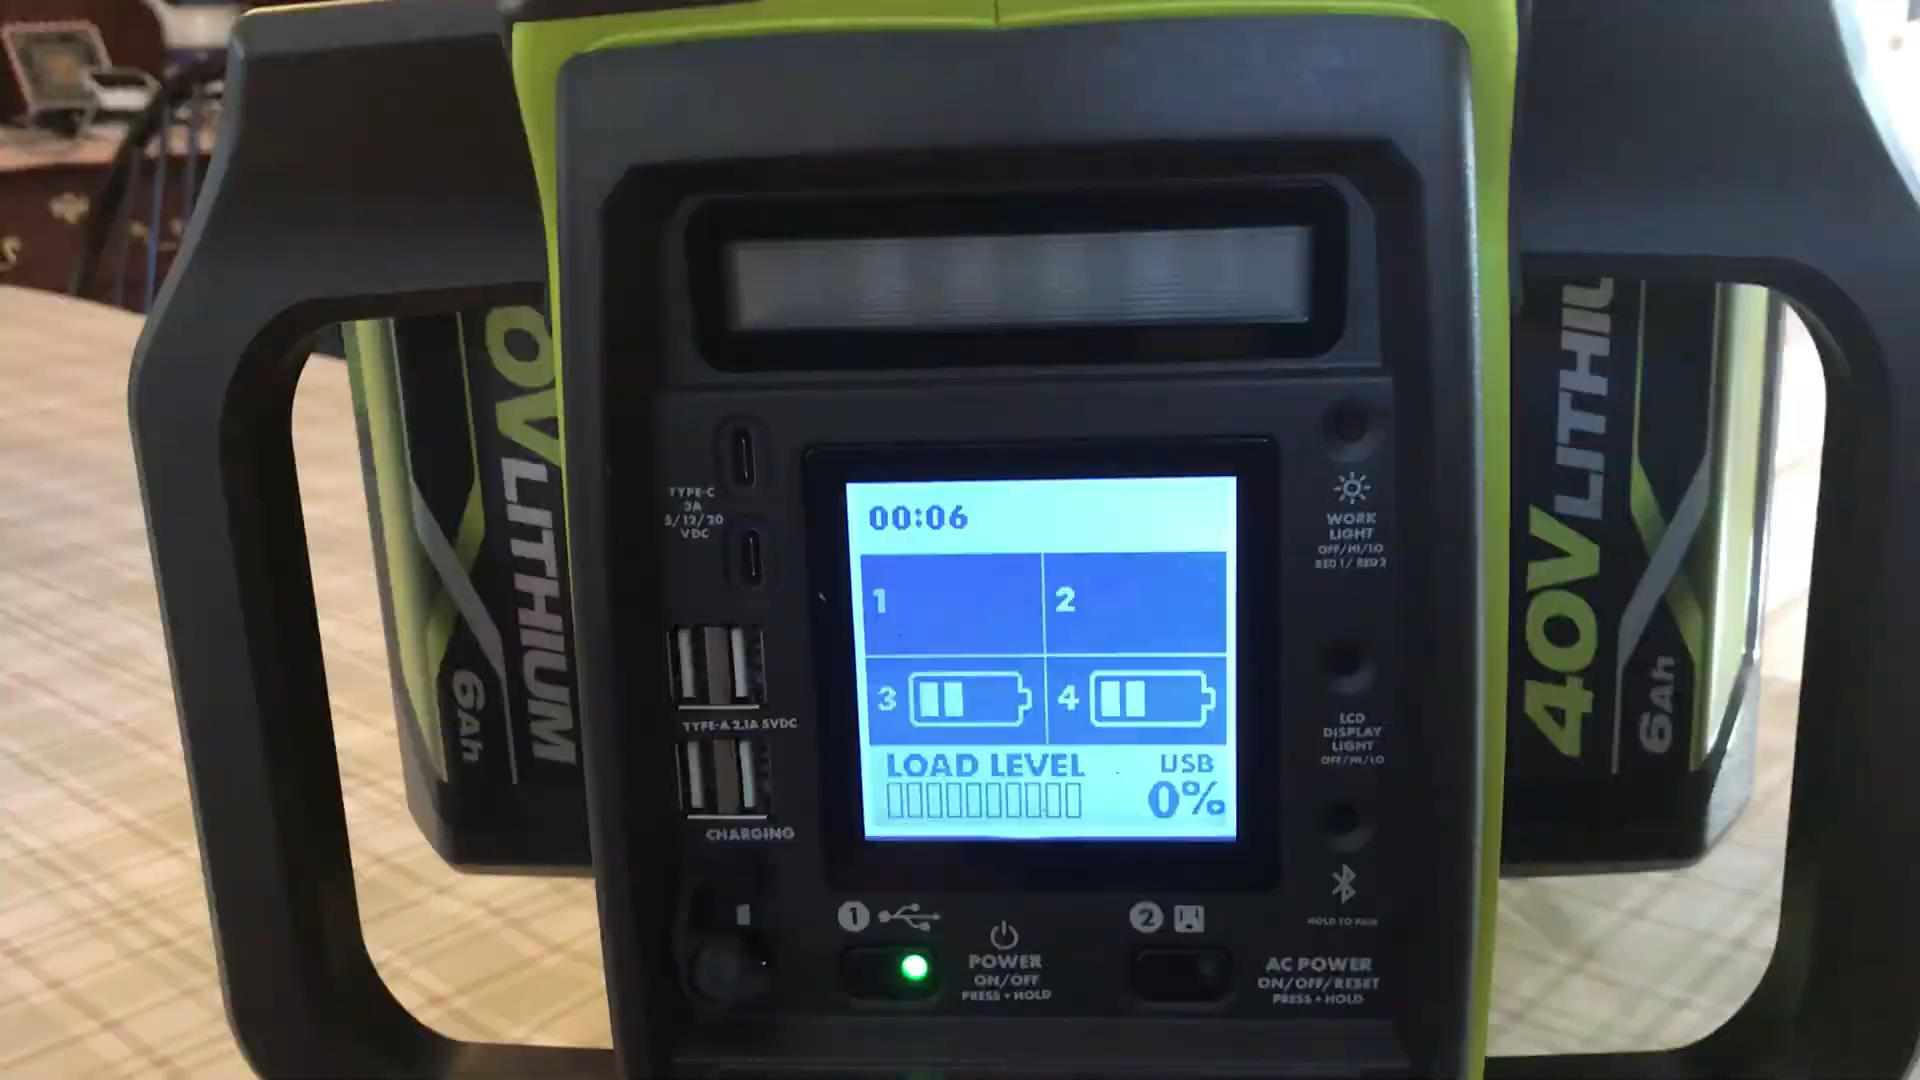 0V LITHIUM
6Ah
TYPE-C
3A
5/12/20
VDC
TYPE-A 2.1A 5VDC
CHARGING
00:06
1
2
3
4
LOAD LEVEL
USB
0%
WORK
LIGHT
OFF/HI/LO
RED 1/ RED 2
LCD
DISPLAY
LIGHT
OFF/HI/LO
HOLD TO PAIR
1
POWER
ON/OFF
PRESS + HOLD
2
AC POWER
ON/OFF/RESET
PRESS + HOLD
40V LITHIU
6Ah